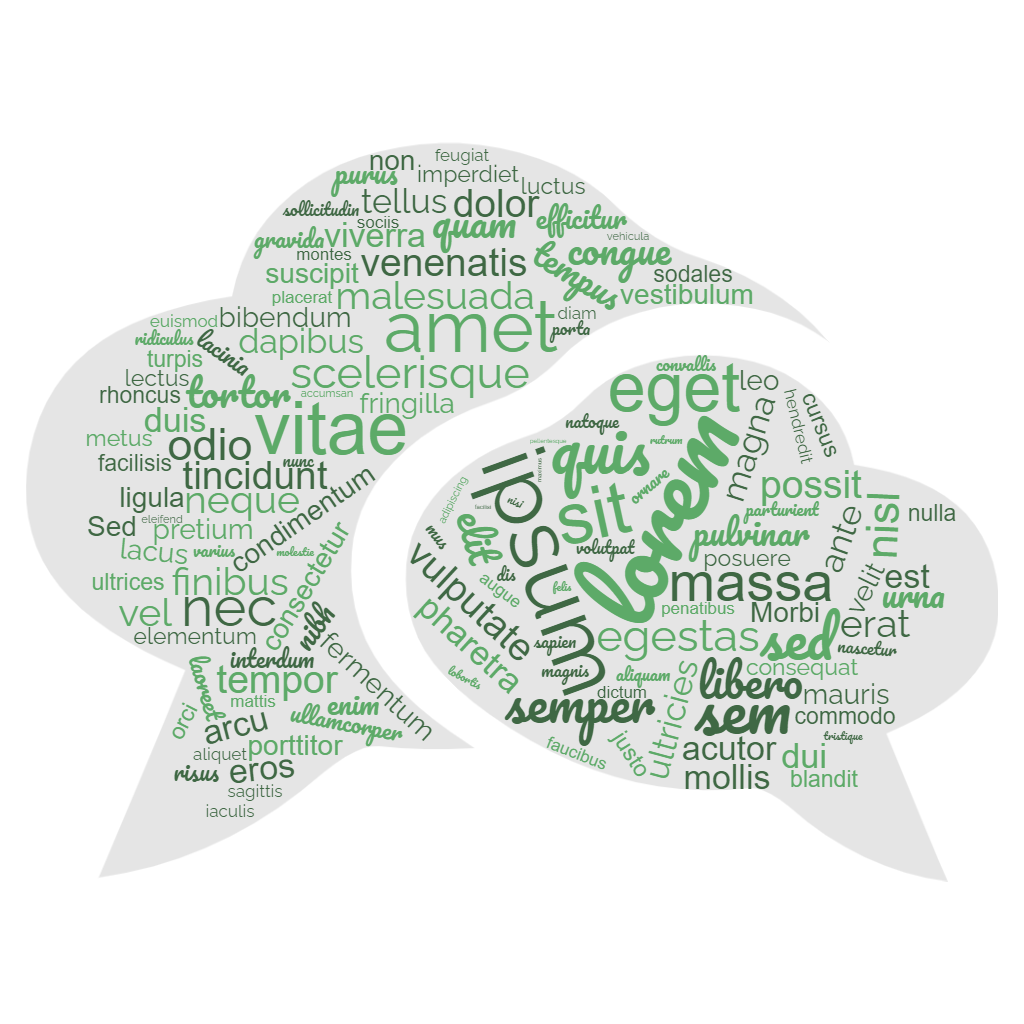 non
feugiat
purus
imperdiet
luctus
sollicitudin
tellus
dolor
sociis
quam
efficitur
gravida
viverra
vehicula
montes
venenatis
tempus
congue
suscipit
sodales
placerat
malesuada
vestibulum
euismod
bibendum
amet
diam
porta
ridiculus
lacinia
dapibus
turpis
lectus
scelerisque
rhoncus
tortor
accumsan
fringilla
duis
vitae
metus
odio
facilisis
nunc
tincidunt
ligula
neque
condimentum
Sed
eleifend
pretium
lacus
varius
molestie
consectetur
ultrices
finibus
vel
nec
nibh
elementum
fermentum
interdum
laoreet
tempor
mattis
orci
arcu
enim
ullamcorper
aliquet
porttitor
risus
eros
sagittis
iaculis
convallis
eget
leo
hendrerdit
cursus
natoque
magna
pellentesque
quis
rutrum
lorem
ipsum
maximus
adipiscing
nisi
facilisi
sit
ornare
possit
parturient
nisl
nulla
mus
elit
volutpat
pulvinar
ante
posuere
vulputate
dis
augue
felis
massa
velit
est
urna
penatibus
Morbi
pharetra
sapien
egestas
sed
erat
nascetur
lobortis
magnis
aliquam
consequat
dictum
ultricies
libero
mauris
semper
sem
commodo
tristique
faucibus
justo
acutor
dui
mollis
blandit